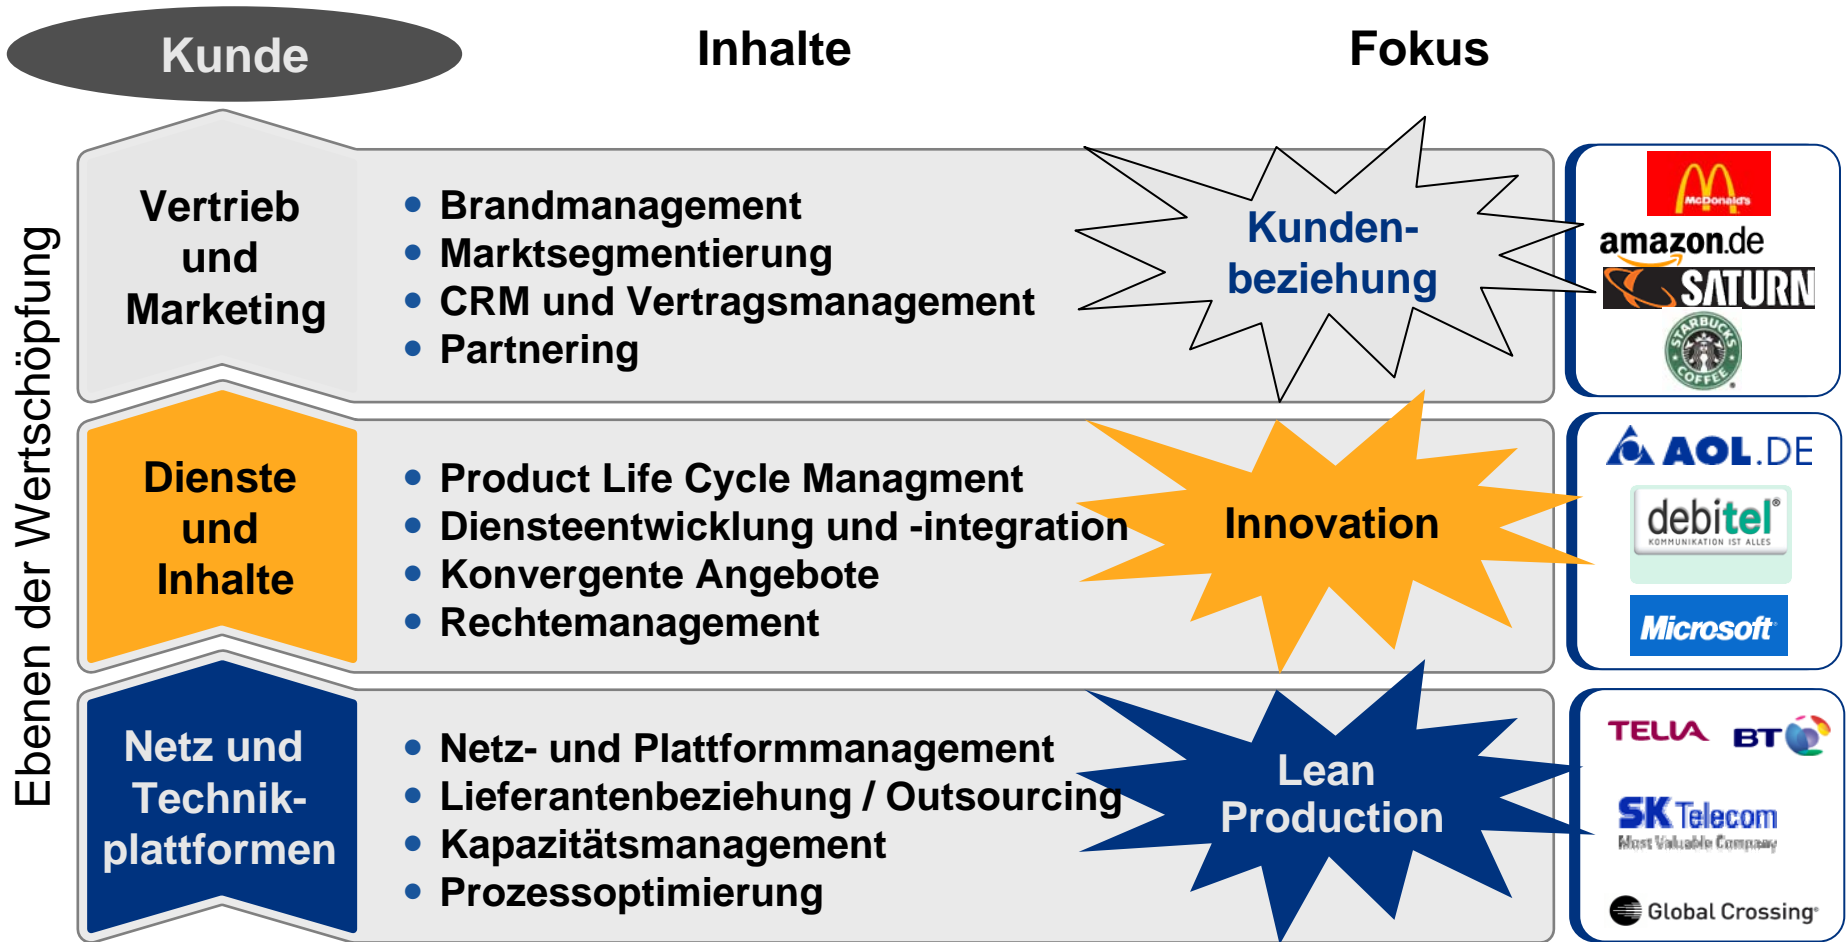 Kunde
Inhalte
Fokus
Ebenen der Wertschöpfung
Vertrieb
und
Marketing
Brandmanagement
Marktsegmentierung
CRM und Vertragsmanagement
Partnering
Kunden-
beziehung
McDonald's
amazon.de
SATURN
STARBUCKS
COFFEE
Dienste
und
Inhalte
Product Life Cycle Managment
Diensteentwicklung und -integration
Konvergente Angebote
Rechtemanagement
Innovation
AOL.DE
debitel®
KOMMUNIKATION IST ALLES
Microsoft
Netz und
Technik-
plattformen
Netz- und Plattformmanagement
Lieferantenbeziehung / Outsourcing
Kapazitätsmanagement
Prozessoptimierung
Lean
Production
TELIA
BT
SK Telecom
Most Valuable Company
Global Crossing